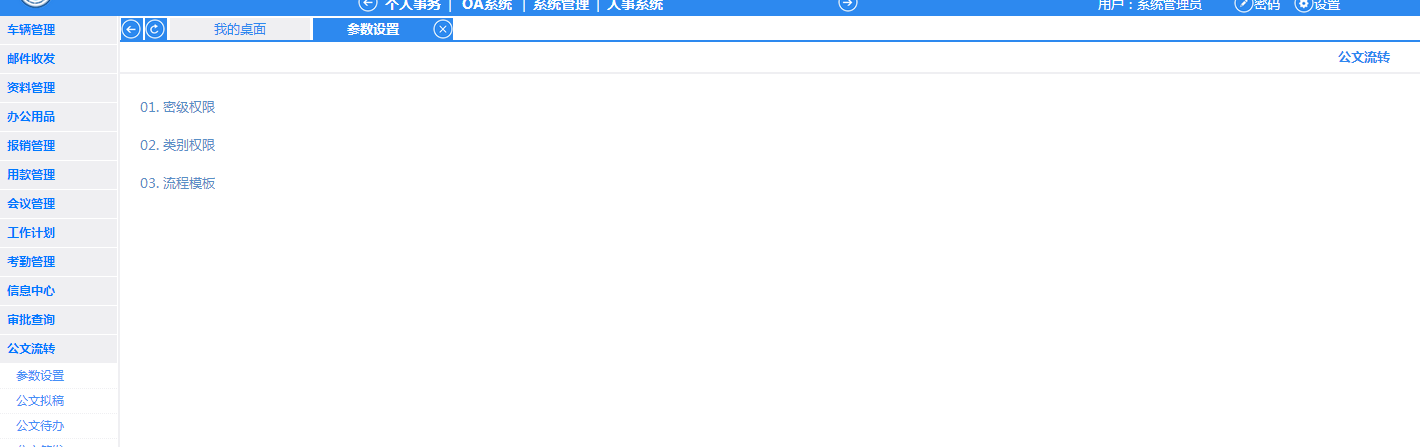 个人事务 | OA系统 | 系统管理 | 人事系统
用户：系统管理员 密码 设置
我的桌面 参数设置
公文流转
01. 密级权限
02. 类别权限
03. 流程模板
车辆管理
邮件收发
资料管理
办公用品
报销管理
用款管理
会议管理
工作计划
考勤管理
信息中心
审批查询
公文流转
参数设置
公文拟稿
公文待办